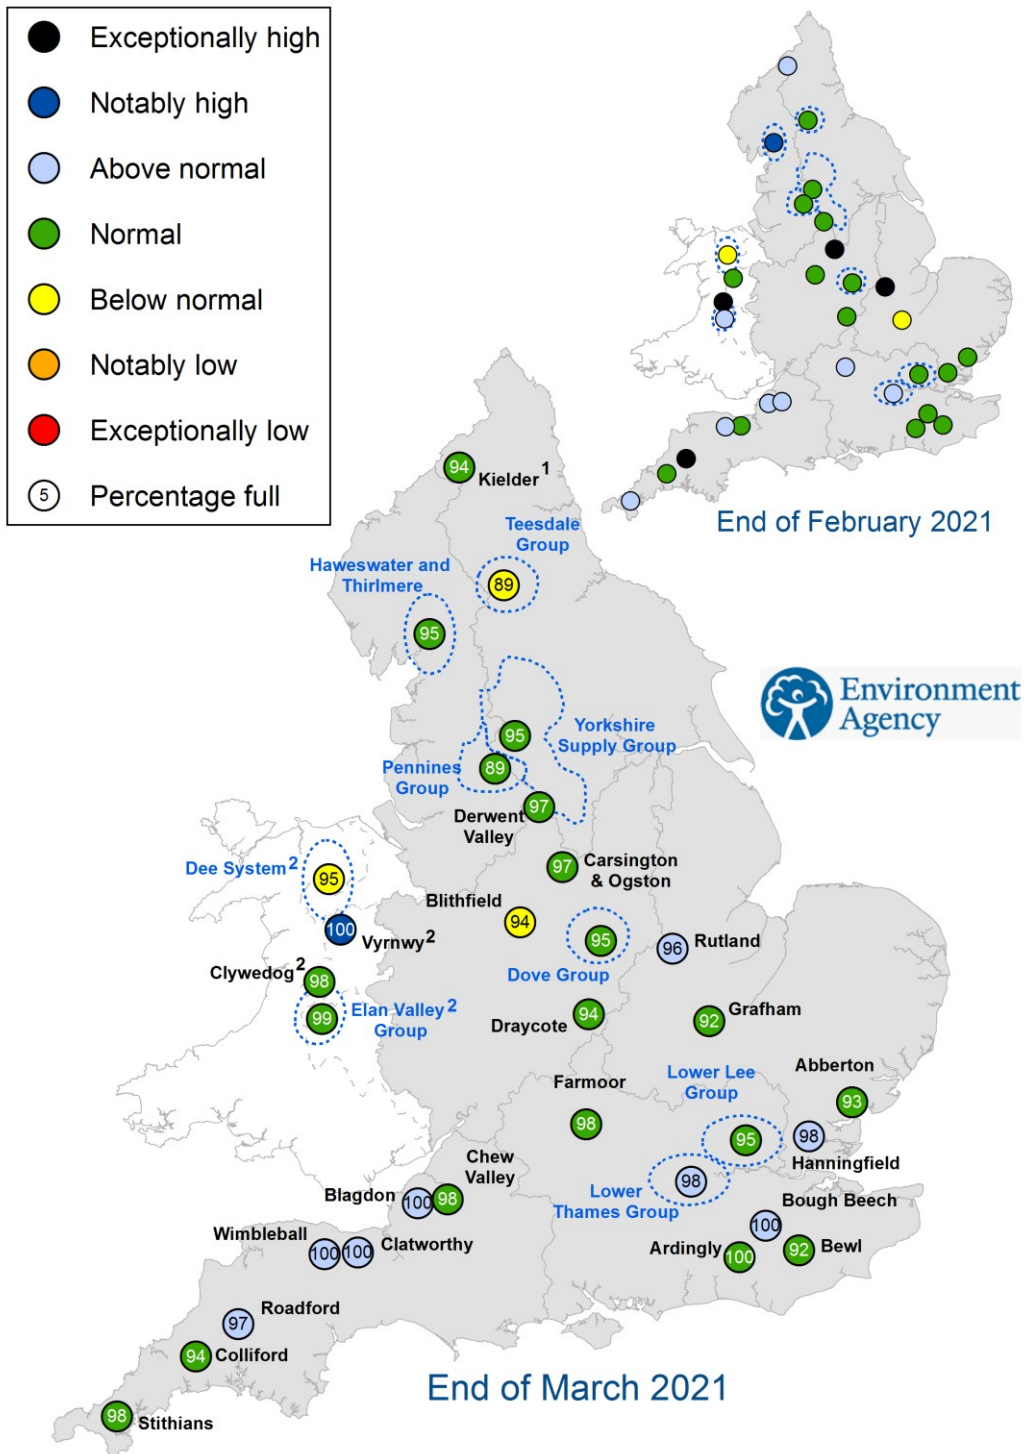 Exceptionally high
Notably high
Above normal
Normal
Below normal
Notably low
Exceptionally low
5 Percentage full
End of February 2021
94
Kielder 1
Teesdale
Group
89
Haweswater and
Thirlmere
95
Environment
Agency
Yorkshire
Supply Group
95
Pennines
Group
89
Derwent
Valley
97
97
Carsington
& Ogston
Dee System 2
95
Blithfield
94
100
Vyrnwy 2
95
Dove Group
96
Rutland
Clywedog 2
98
Elan Valley 2
Group
99
Draycote
94
92
Grafham
Farmoor
98
Lower Lee
Group
95
Abberton
93
98
Hanningfield
Chew
Valley
98
Blagdon
100
Lower
Thames Group
98
Bough Beech
100
Wimbleball
100
100
Clatworthy
Ardingly
100
92
Bewl
Roadford
97
94
Colliford
98
Stithians
End of March 2021